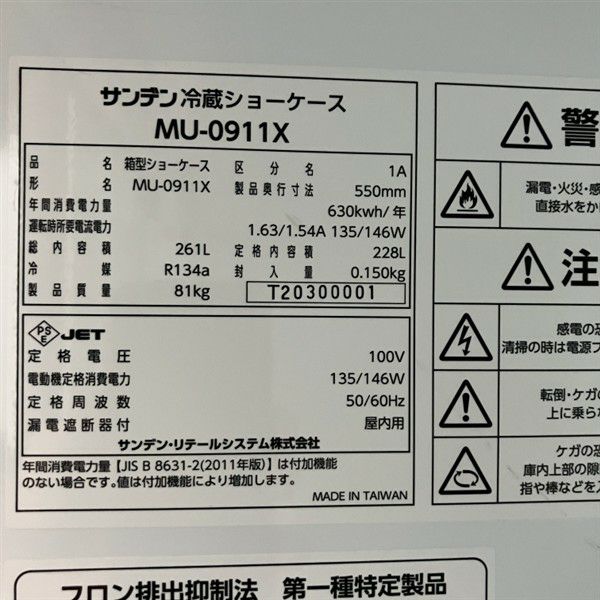 サンデン冷蔵ショーケース
MU-0911X
品名 箱型ショーケース 区分名 1A
形名 MU-0911X 製品奥行寸法 550mm
年間消費電力量 630kwh/年
運転時所要電流電力 1.63/1.54A 135/146W
総内容積 261L 定格内容積 228L
冷媒 R134a 封入量 0.150kg
製品質量 81kg T20300001
PSE JET
定格電圧 100V
電動機定格消費電力 135/146W
定格周波数 50/60Hz
漏電遮断器付 屋内用
サンデン・リテールシステム株式会社
年間消費電力量【JIS B 8631-2(2011年版)】は付加機能
のない場合です。値は付加機能により増加します。
MADE IN TAIWAN
警
漏電・火災・感
直接水をか
注
感電の恐
清掃の時は電源プ
転倒・ケガの
上に乗ら
ケガの恐
庫内上部の隙
指や棒などを入
フロン排出抑制法 第一種特定製品